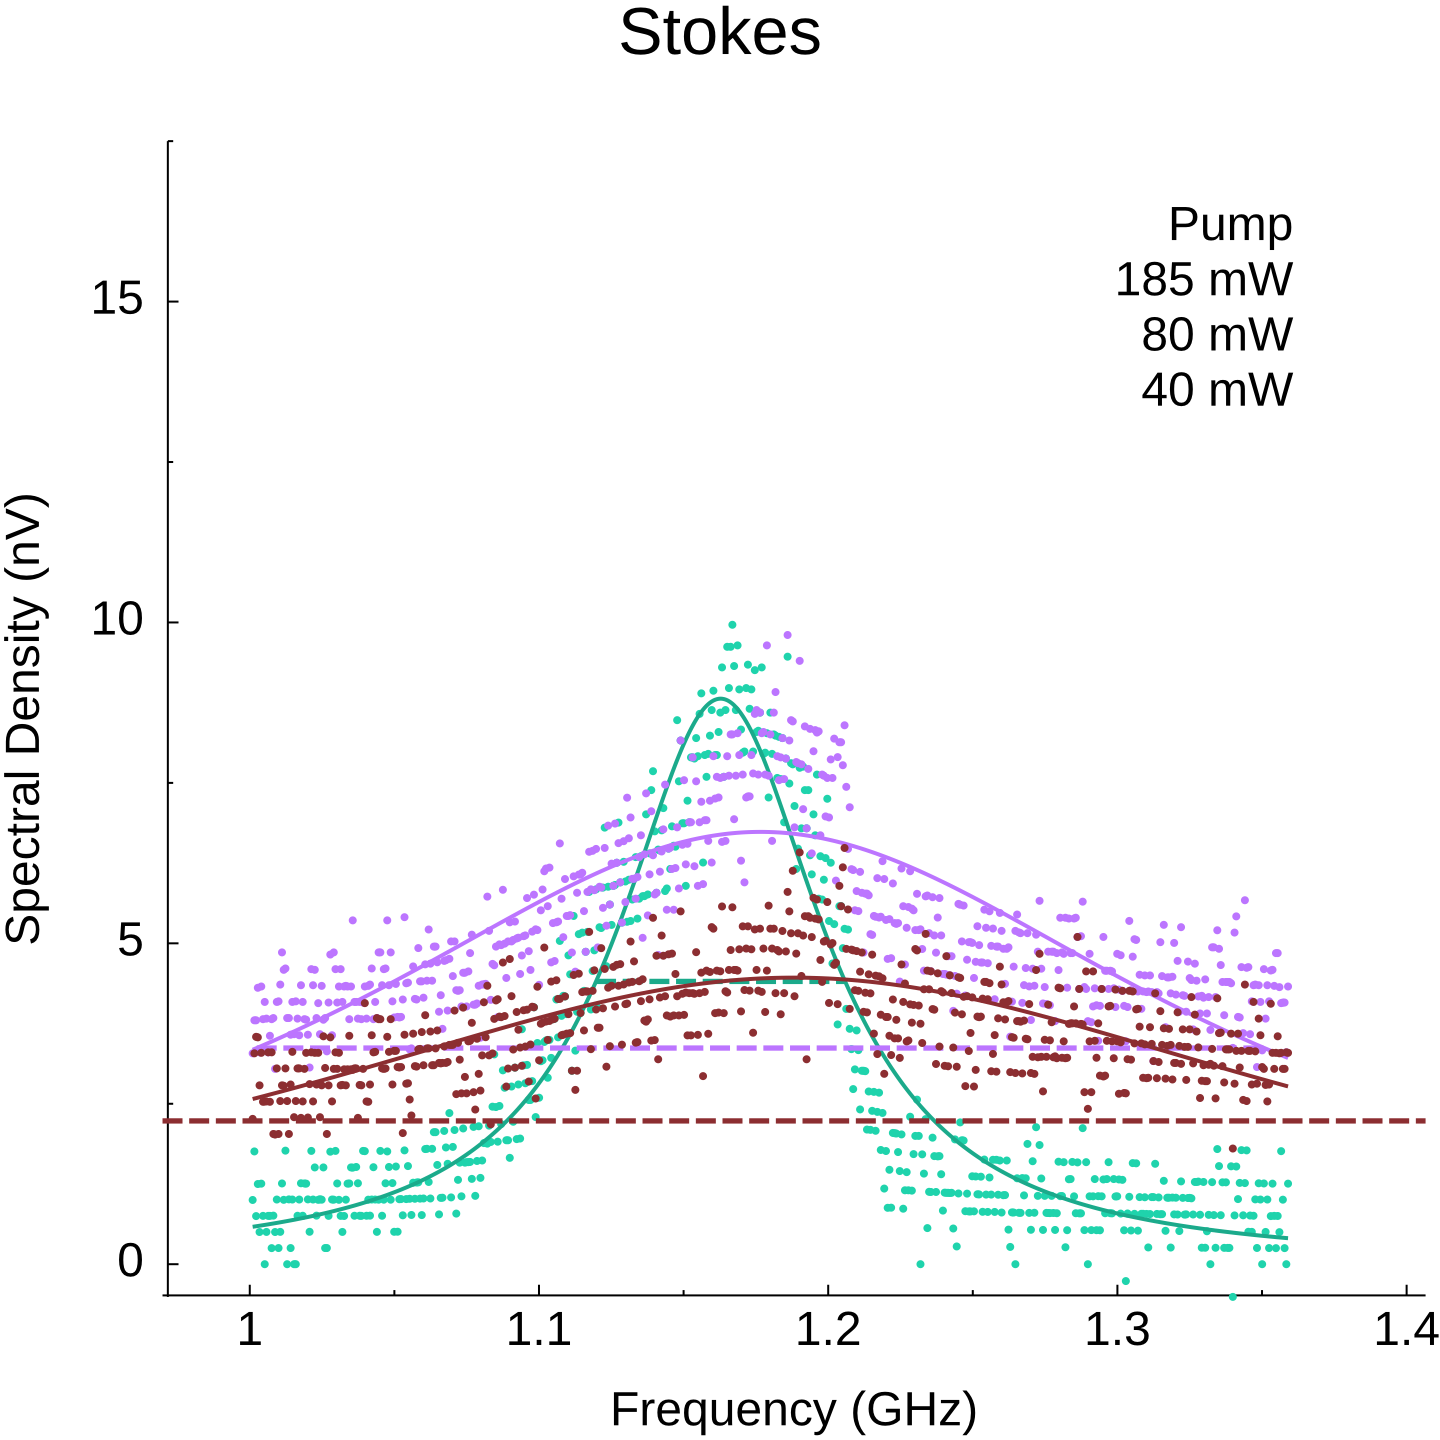 Stokes
Pump
185 mW
80 mW
40 mW
Spectral Density (nV)
15
10
5
0
1 1.1 1.2 1.3 1.4
Frequency (GHz)